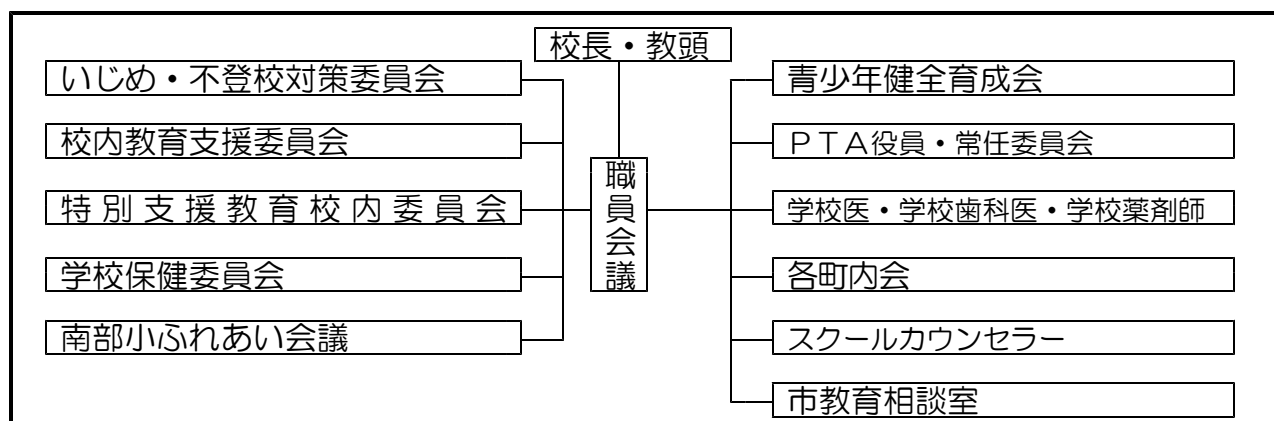 校長・教頭
いじめ・不登校対策委員会
校内教育支援委員会
特別支援教育校内委員会
学校保健委員会
南部小ふれあい会議
職員会議
青少年健全育成会
ＰＴＡ役員・常任委員会
学校医・学校歯科医・学校薬剤師
各町内会
スクールカウンセラー
市教育相談室